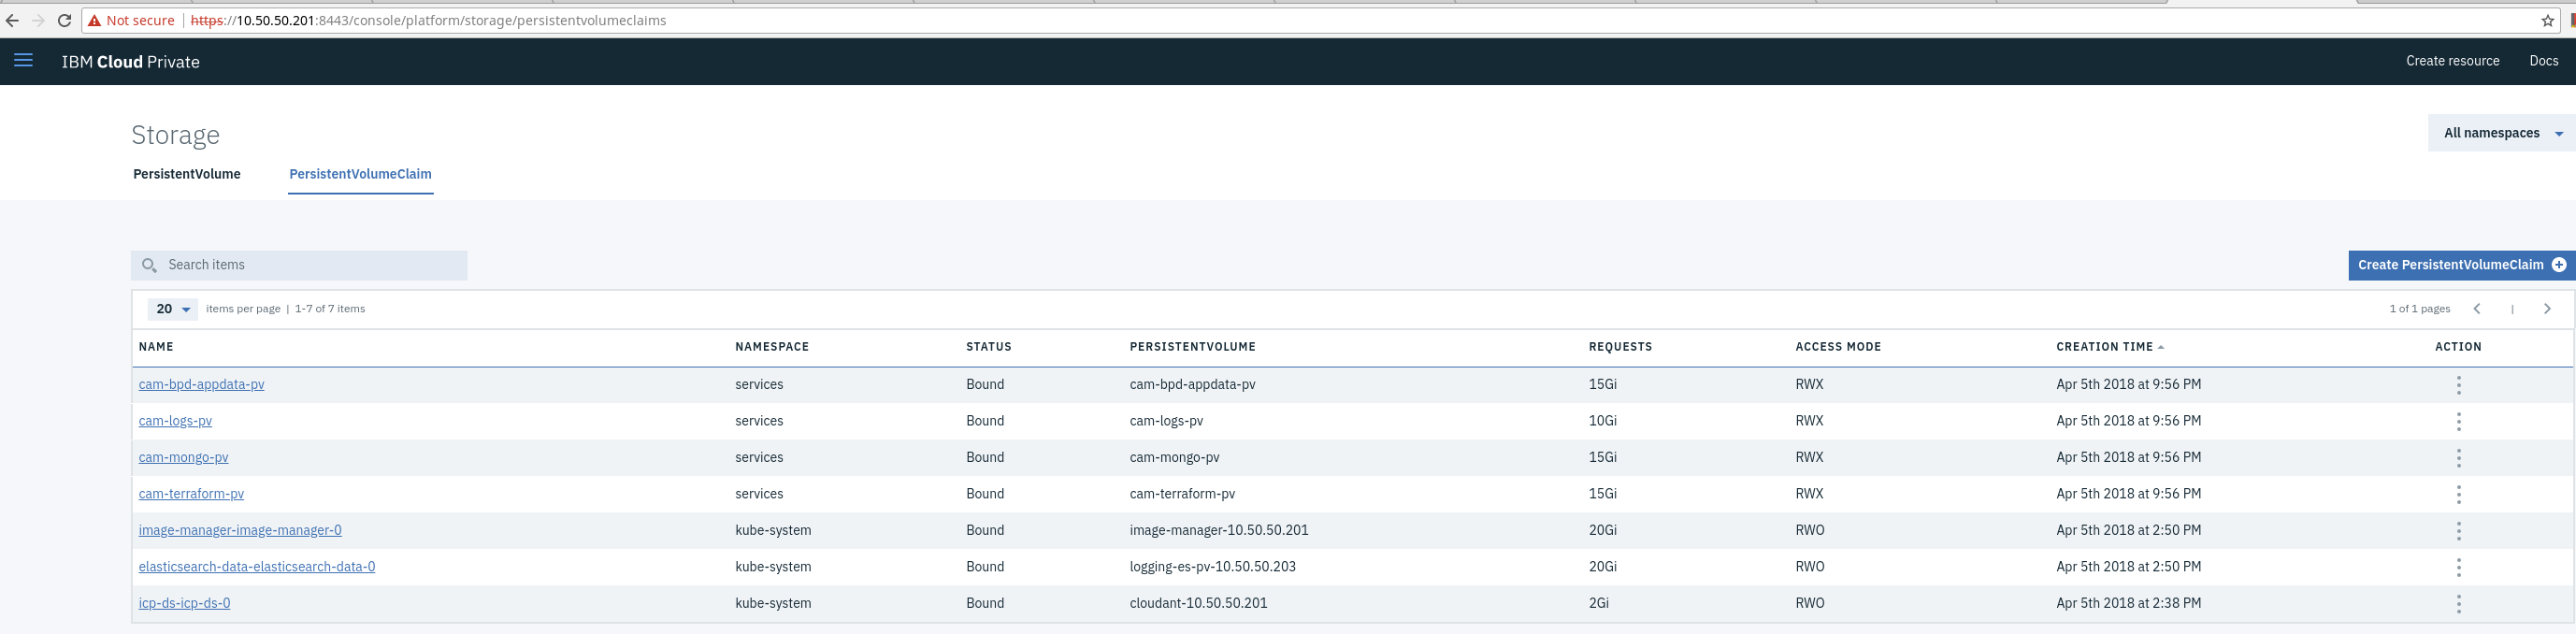 Not secure | https://10.50.50.201:8443/console/platform/storage/persistentvolumeclaims
IBM Cloud Private Create resource Docs
Storage
All namespaces
PersistentVolume PersistentVolumeClaim
Search items Create PersistentVolumeClaim
20 items per page | 1-7 of 7 items 1 of 1 pages |
NAME NAMESPACE STATUS PERSISTENTVOLUME REQUESTS ACCESS MODE CREATION TIME ACTION
cam-bpd-appdata-pv services Bound cam-bpd-appdata-pv 15Gi RWX Apr 5th 2018 at 9:56 PM
cam-logs-pv services Bound cam-logs-pv 10Gi RWX Apr 5th 2018 at 9:56 PM
cam-mongo-pv services Bound cam-mongo-pv 15Gi RWX Apr 5th 2018 at 9:56 PM
cam-terraform-pv services Bound cam-terraform-pv 15Gi RWX Apr 5th 2018 at 9:56 PM
image-manager-image-manager-0 kube-system Bound image-manager-10.50.50.201 20Gi RWO Apr 5th 2018 at 2:50 PM
elasticsearch-data-elasticsearch-data-0 kube-system Bound logging-es-pv-10.50.50.203 20Gi RWO Apr 5th 2018 at 2:50 PM
icp-ds-icp-ds-0 kube-system Bound cloudant-10.50.50.201 2Gi RWO Apr 5th 2018 at 2:38 PM